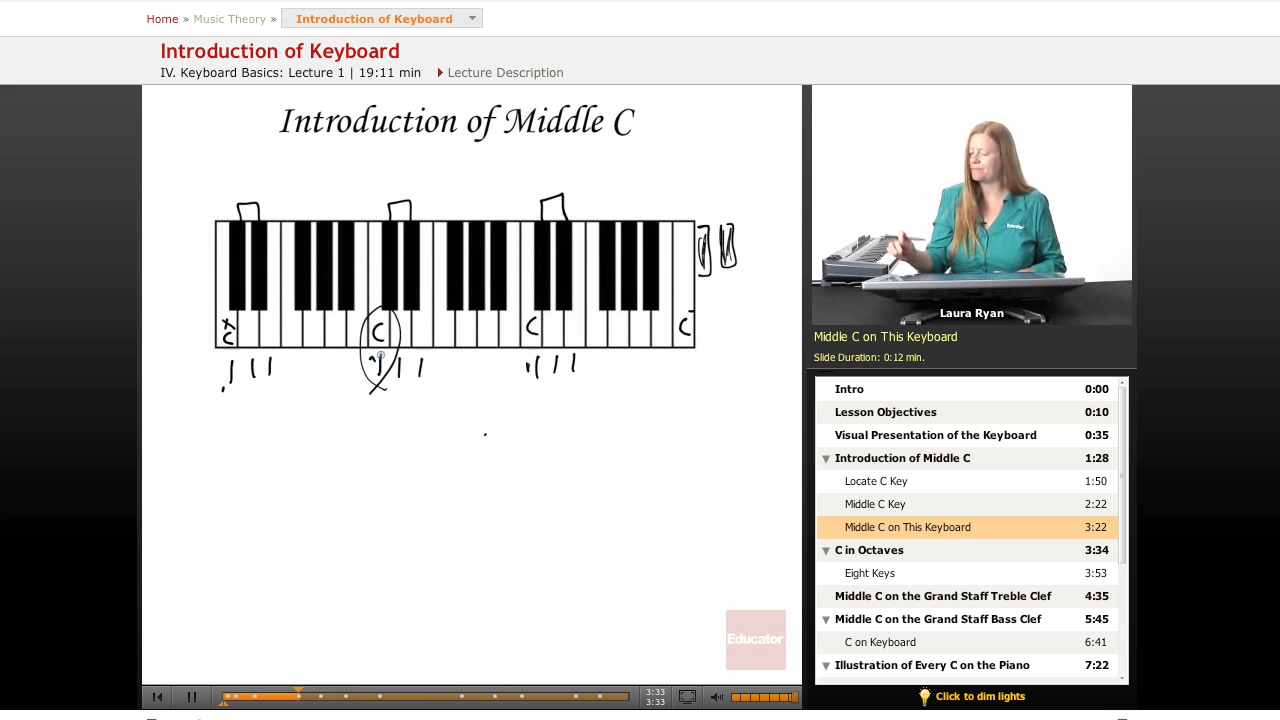 Home » Music Theory » Introduction of Keyboard
Introduction of Keyboard
IV. Keyboard Basics: Lecture 1 | 19:11 min Lecture Description
Introduction of Middle C
C
C
C
C
Educator
Laura Ryan
Middle C on This Keyboard
Slide Duration: 0:12 min.
Intro 0:00
Lesson Objectives 0:10
Visual Presentation of the Keyboard 0:35
Introduction of Middle C 1:28
Locate C Key 1:50
Middle C Key 2:22
Middle C on This Keyboard 3:22
C in Octaves 3:34
Eight Keys 3:53
Middle C on the Grand Staff Treble Clef 4:35
Middle C on the Grand Staff Bass Clef 5:45
C on Keyboard 6:41
Illustration of Every C on the Piano 7:22
3:33
3:33
Click to dim lights